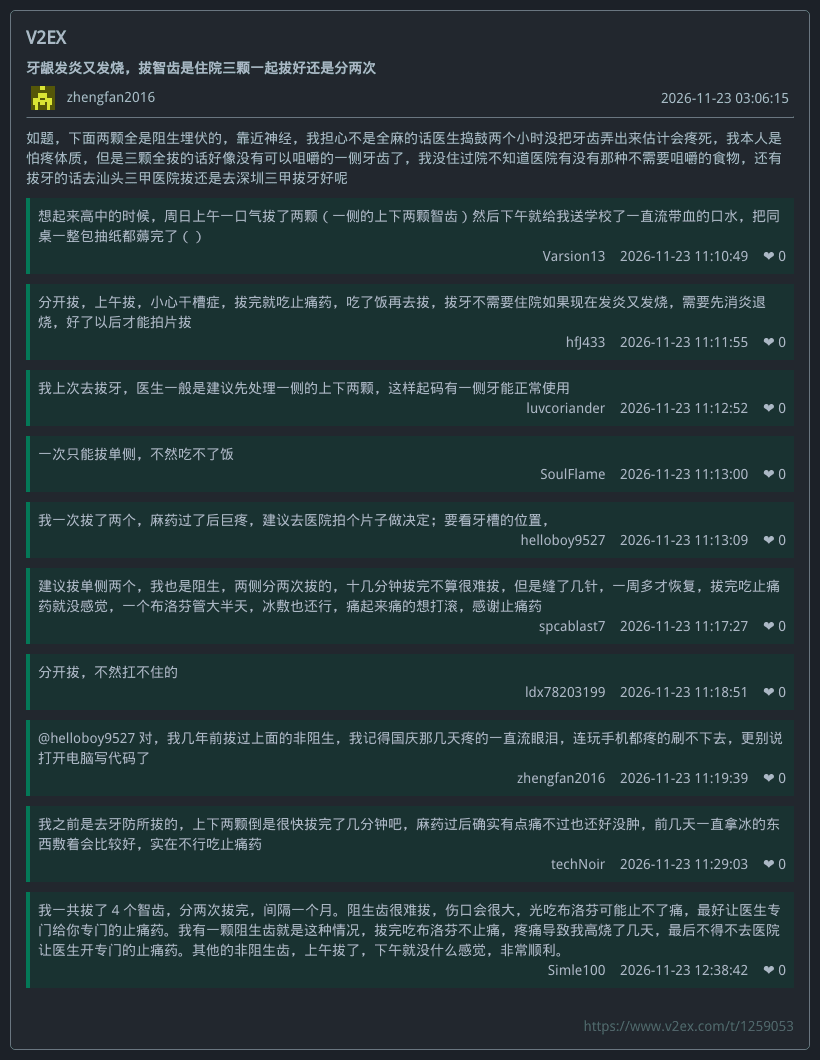 V2EX
牙龈发炎又发烧，拔智齿是住院三颗一起拔好还是分两次
zhengfan2016
2026-11-23 03:06:15
如题，下面两颗全是阻生埋伏的，靠近神经，我担心不是全麻的话医生捣鼓两个小时没把牙齿弄出来估计会疼死，我本人是
怕疼体质，但是三颗全拔的话好像没有可以咀嚼的一侧牙齿了，我没住过院不知道医院有没有那种不需要咀嚼的食物，还有
拔牙的话去汕头三甲医院拔还是去深圳三甲拔牙好呢
想起来高中的时候，周日上午一口气拔了两颗（一侧的上下两颗智齿）然后下午就给我送学校了一直流带血的口水，把同
桌一整包抽纸都薅完了（ ）
Varsion13 2026-11-23 11:10:49 ❤ 0
分开拔，上午拔，小心干槽症，拔完就吃止痛药，吃了饭再去拔，拔牙不需要住院如果现在发炎又发烧，需要先消炎退
烧，好了以后才能拍片拔
hfJ433 2026-11-23 11:11:55 ❤ 0
我上次去拔牙，医生一般是建议先处理一侧的上下两颗，这样起码有一侧牙能正常使用
luvcoriander 2026-11-23 11:12:52 ❤ 0
一次只能拔单侧，不然吃不了饭
SoulFlame 2026-11-23 11:13:00 ❤ 0
我一次拔了两个，麻药过了后巨疼，建议去医院拍个片子做决定；要看牙槽的位置，
helloboy9527 2026-11-23 11:13:09 ❤ 0
建议拔单侧两个，我也是阻生，两侧分两次拔的，十几分钟拔完不算很难拔，但是缝了几针，一周多才恢复，拔完吃止痛
药就没感觉，一个布洛芬管大半天，冰敷也还行，痛起来痛的想打滚，感谢止痛药
spcablast7 2026-11-23 11:17:27 ❤ 0
分开拔，不然扛不住的
ldx78203199 2026-11-23 11:18:51 ❤ 0
@helloboy9527 对，我几年前拔过上面的非阻生，我记得国庆那几天疼的一直流眼泪，连玩手机都疼的刷不下去，更别说
打开电脑写代码了
zhengfan2016 2026-11-23 11:19:39 ❤ 0
我之前是去牙防所拔的，上下两颗倒是很快拔完了几分钟吧，麻药过后确实有点痛不过也还好没肿，前几天一直拿冰的东
西敷着会比较好，实在不行吃止痛药
techNoir 2026-11-23 11:29:03 ❤ 0
我一共拔了 4 个智齿，分两次拔完，间隔一个月。阻生齿很难拔，伤口会很大，光吃布洛芬可能止不了痛，最好让医生专
门给你专门的止痛药。我有一颗阻生齿就是这种情况，拔完吃布洛芬不止痛，疼痛导致我高烧了几天，最后不得不去医院
让医生开专门的止痛药。其他的非阻生齿，上午拔了，下午就没什么感觉，非常顺利。
Simle100 2026-11-23 12:38:42 ❤ 0
https://www.v2ex.com/t/1259053